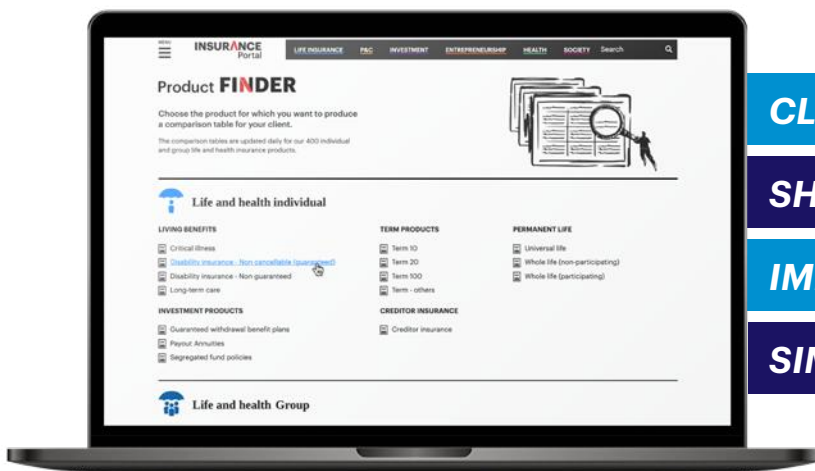 MENU
INSURANCE
Portal
LIFE INSURANCE P&C INVESTMENT ENTREPRENEURSHIP HEALTH SOCIETY Search
Product FINDER
Choose the product for which you want to produce
a comparison table for your client.
The comparison tables are updated daily for our 400 individual
and group life and health insurance products.
Life and health individual
LIVING BENEFITS
Critical illness
Disability insurance - Non cancellable (guaranteed)
Disability insurance - Non guaranteed
Long-term care
TERM PRODUCTS
Term 10
Term 20
Term 100
Term - others
PERMANENT LIFE
Universal life
Whole life (non-participating)
Whole life (participating)
INVESTMENT PRODUCTS
Guaranteed withdrawal benefit plans
Payout Annuities
Segregated fund policies
CREDITOR INSURANCE
Creditor insurance
Life and health Group
CL
SH
IM